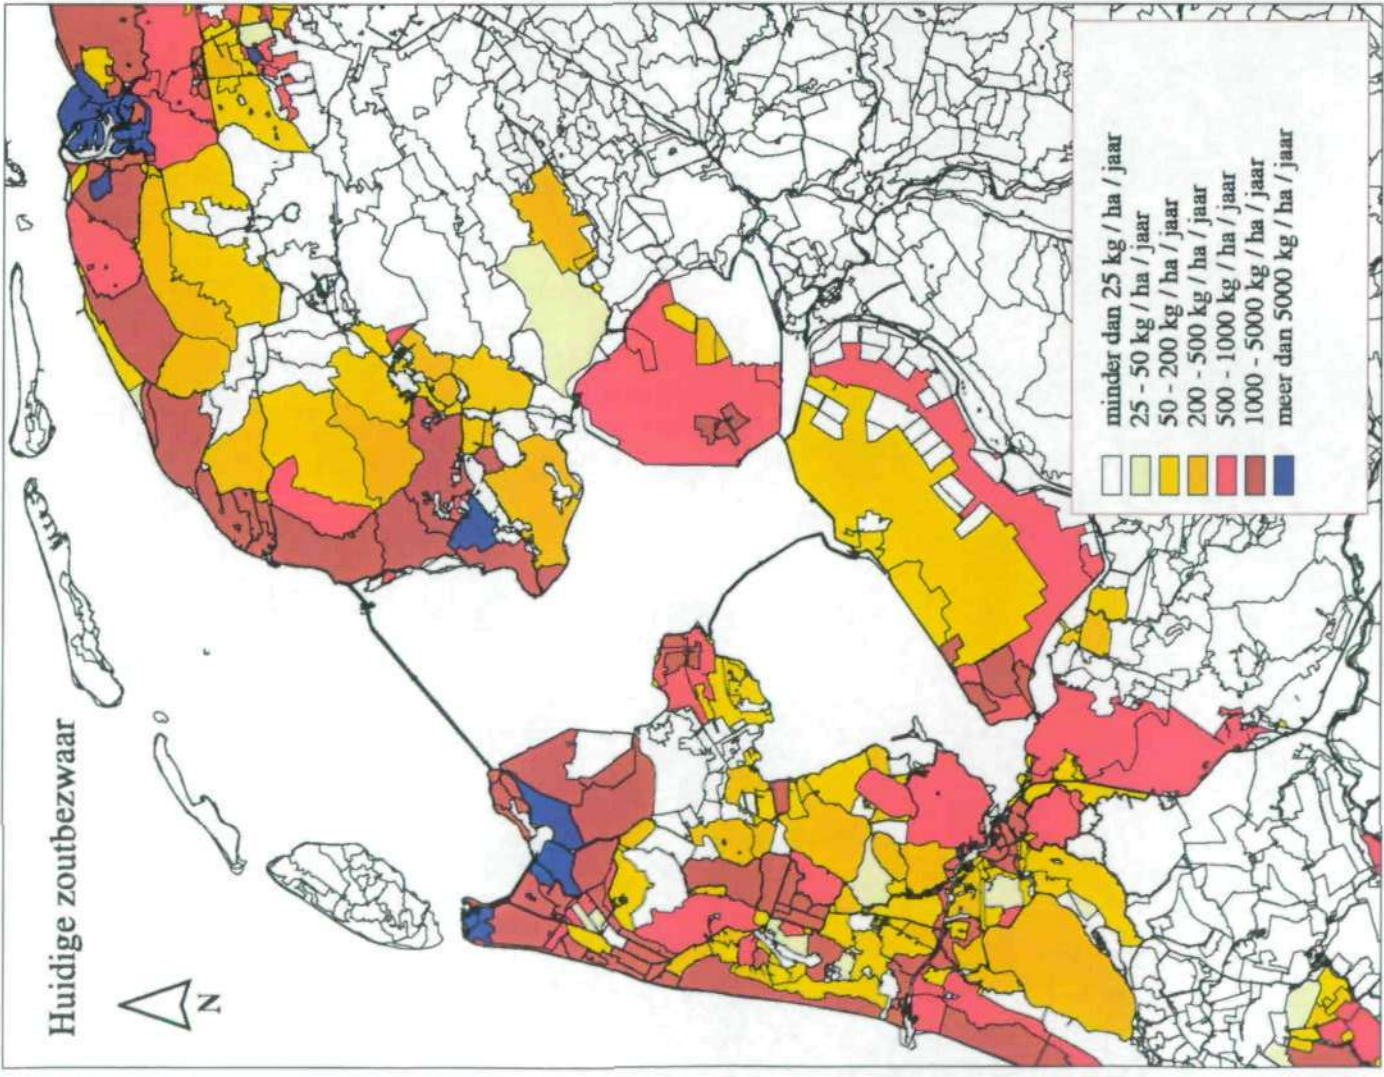 Huidige zoutbezwaar
N
minder dan 25 kg / ha / jaar
25 - 50 kg / ha / jaar
50 - 200 kg / ha / jaar
200 - 500 kg / ha / jaar
500 - 1000 kg / ha / jaar
1000 - 5000 kg / ha / jaar
meer dan 5000 kg / ha / jaar